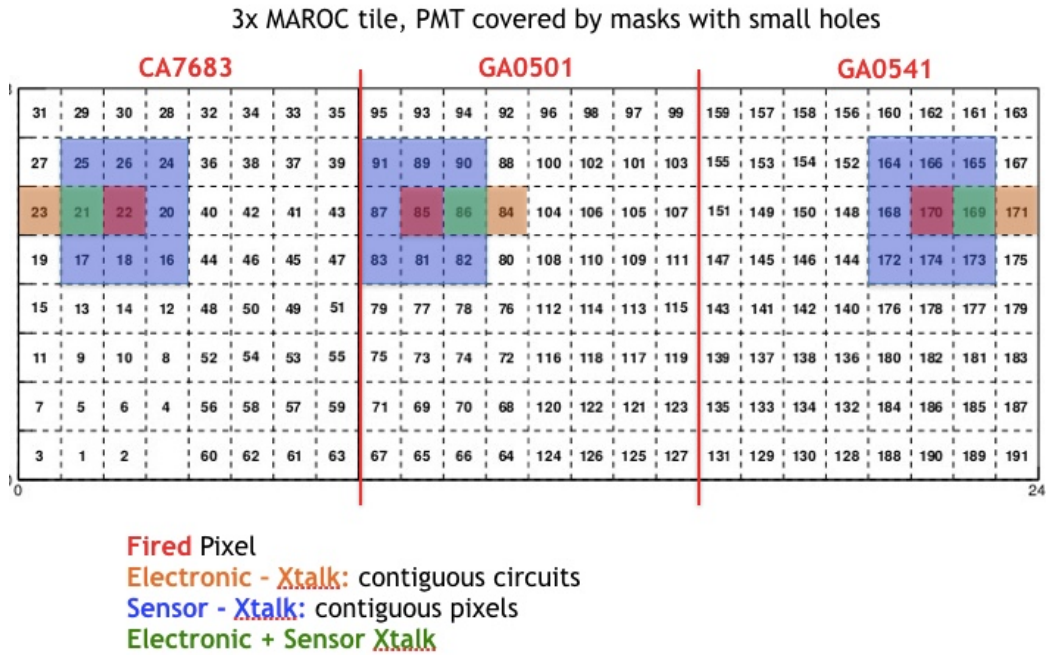 3x MAROC tile, PMT covered by masks with small holes
CA7683 GA0501 GA0541
31 29 30 28 32 34 33 35 95 93 94 92 96 98 97 99 159 157 158 156 160 162 161 163
27 25 26 24 36 38 37 39 91 89 90 88 100 102 101 103 155 153 154 152 164 166 165 167
23 21 22 20 40 42 41 43 87 85 86 84 104 106 105 107 151 149 150 148 168 170 169 171
19 17 18 16 44 46 45 47 83 81 82 80 108 110 109 111 147 145 146 144 172 174 173 175
15 13 14 12 48 50 49 51 79 77 78 76 112 114 113 115 143 141 142 140 176 178 177 179
11 9 10 8 52 54 53 55 75 73 74 72 116 118 117 119 139 137 138 136 180 182 181 183
7 5 6 4 56 58 57 59 71 69 70 68 120 122 121 123 135 133 134 132 184 186 185 187
3 1 2 60 62 61 63 67 65 66 64 124 126 125 127 131 129 130 128 188 190 189 191
0 24
Fired Pixel
Electronic - Xtalk: contiguous circuits
Sensor - Xtalk: contiguous pixels
Electronic + Sensor Xtalk